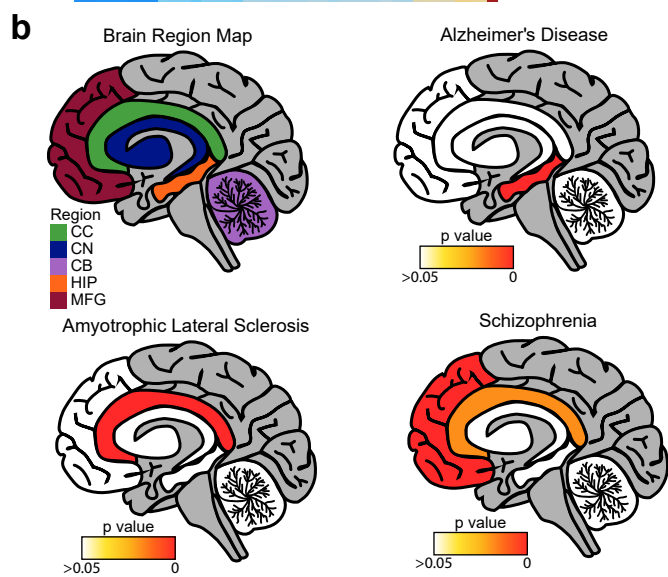 b
Brain Region Map
Alzheimer's Disease
Region
CC
CN
CB
HIP
MFG
p value
>0.05 0
Amyotrophic Lateral Sclerosis
Schizophrenia
p value
>0.05 0
p value
>0.05 0